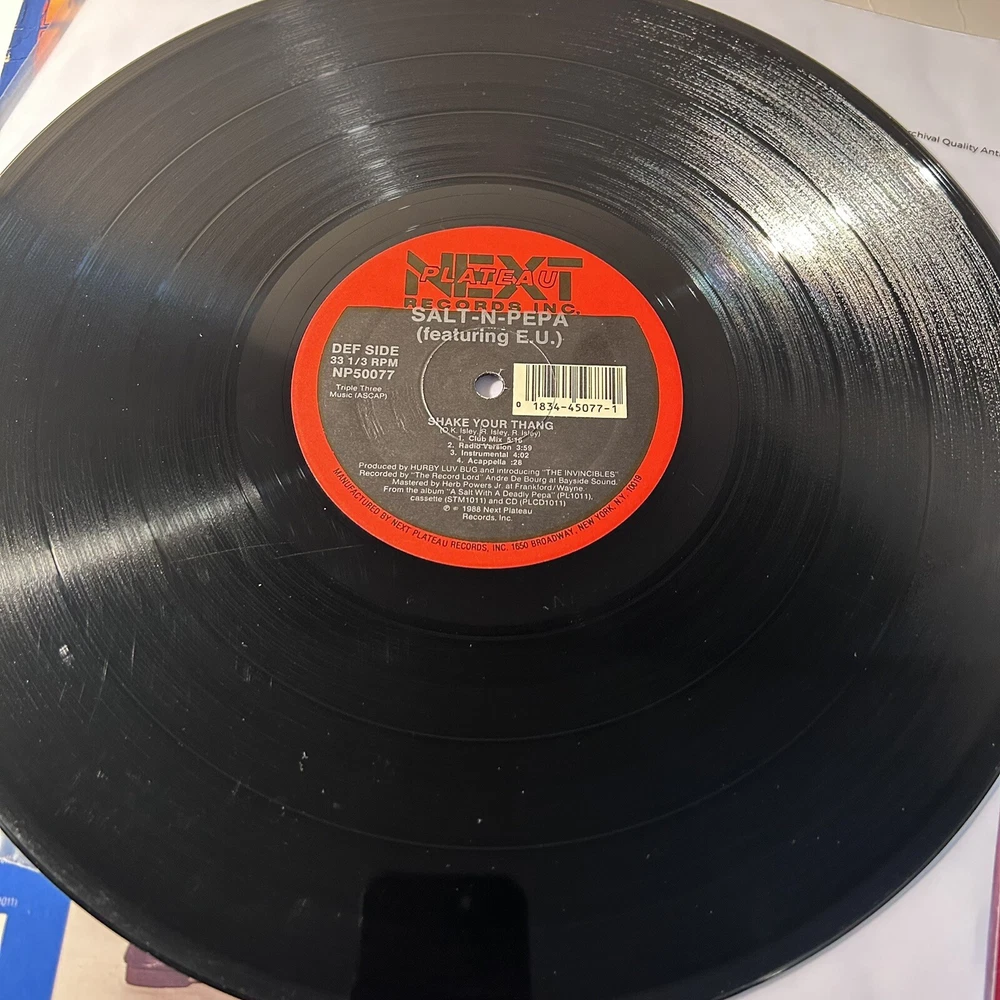 NEXT
PLATEAU
RECORDS, INC.
SALT-N-PEPA
(featuring E.U.)
DEF SIDE
33 1/3 RPM
NP50077
Triple Three
Music (ASCAP)
0 1834-45077-1
SHAKE YOUR THANG
(O.K. Isley, R. Isley, R. Isley)
1. Club Mix 5:16
2. Radio Version 3:59
3. Instrumental 4:02
4. Acappella :28
Produced by HURBY LUV BUG and introducing "THE INVINCIBLES"
Recorded by "The Record Lord" Andre De Bourg at Bayside Sound.
Mastered by Herb Powers Jr. at Frankford/Wayne
From the album "A Salt With A Deadly Pepa" (PL1011),
cassette (STM1011) and CD (PLCD1011)
℗ © 1988 Next Plateau
Records, Inc.
MANUFACTURED BY NEXT PLATEAU RECORDS, INC. 1650 BROADWAY, NEW YORK, N.Y. 10019
chival Quality Ant